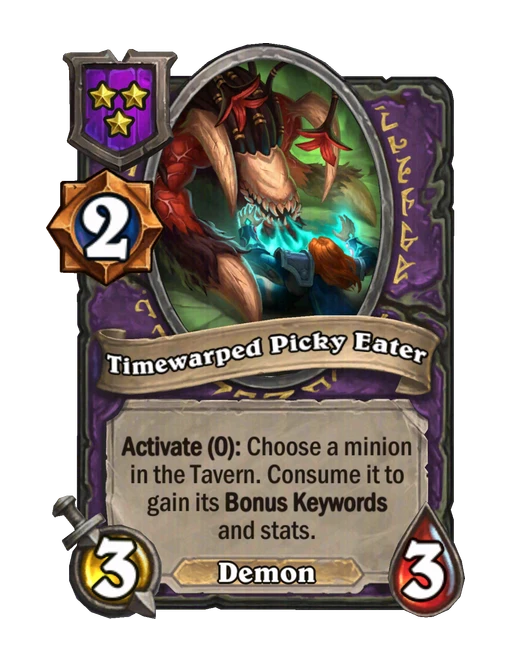 2
Timewarped Picky Eater
Activate (0): Choose a minion
in the Tavern. Consume it to
gain its Bonus Keywords
and stats.
3
Demon
3